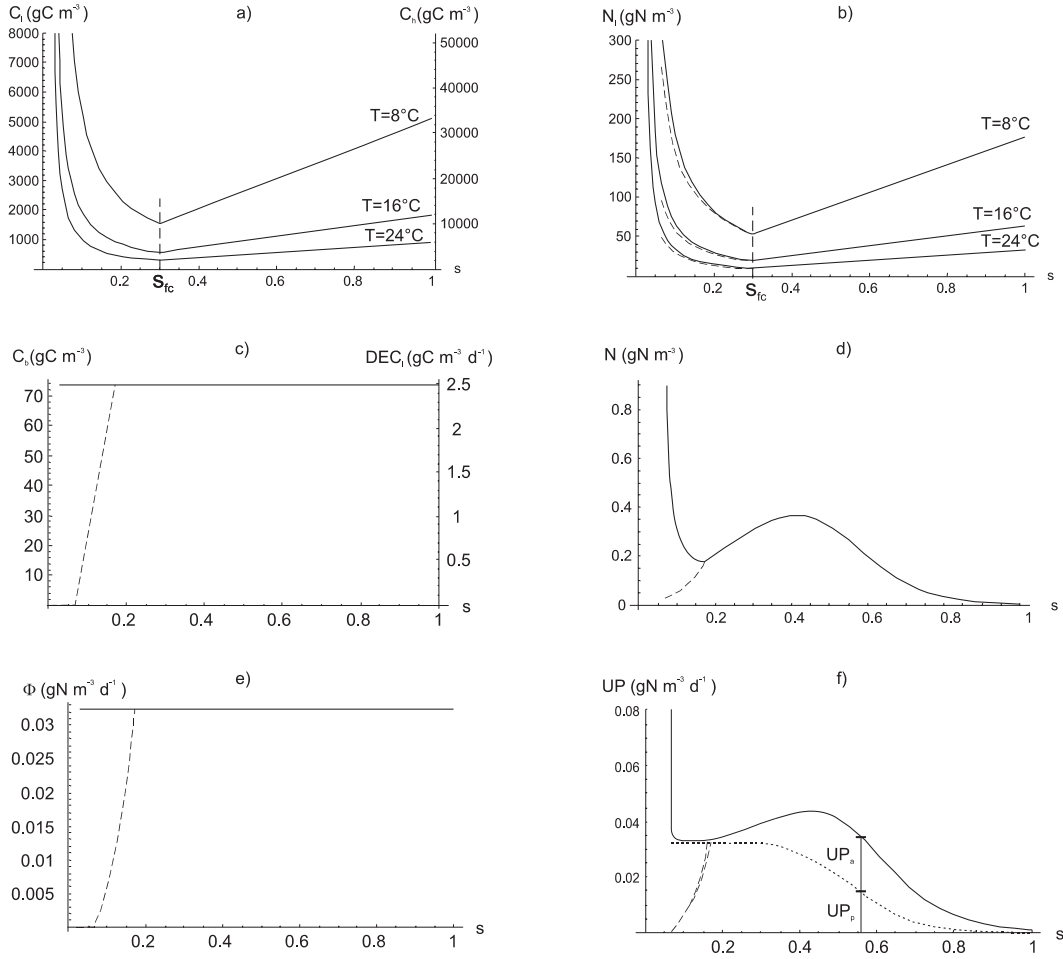 C_l (gC m⁻³) a) C_h (gC m⁻³)
8000
7000
6000
5000
4000
3000
2000
1000
50000
40000
30000
20000
10000
0
T=8°C
T=16°C
T=24°C
0.2 0.4 0.6 0.8 1 s
S_fc
N_l (gN m⁻³) b)
300
250
200
150
100
50
T=8°C
T=16°C
T=24°C
0.2 0.4 0.6 0.8 1 s
S_fc
C_b (gC m⁻³) c) DEC_l (gC m⁻³ d⁻¹)
70
60
50
40
30
20
10
2.5
2
1.5
1
0.5
0.2 0.4 0.6 0.8 1 s
N (gN m⁻³) d)
0.8
0.6
0.4
0.2
0
0.2 0.4 0.6 0.8 1 s
Φ (gN m⁻³ d⁻¹) e)
0.03
0.025
0.02
0.015
0.01
0.005
0.2 0.4 0.6 0.8 1 s
UP (gN m⁻³ d⁻¹) f)
0.08
0.06
0.04
0.02
UP_a
UP_p
0.2 0.4 0.6 0.8 1 s